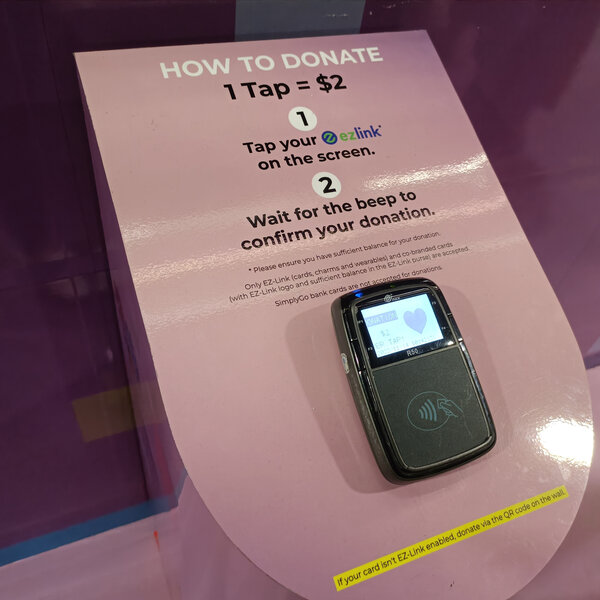 HOW TO DONATE
1 Tap = $2
1
Tap your ezlink*
on the screen.
2
Wait for the beep to
confirm your donation.
* Please ensure you have sufficient balance for your donation.
Only EZ-Link (cards, charms and wearables) and co-branded cards
(with EZ-Link logo and sufficient balance in the EZ-Link purse) are accepted.
SimplyGo bank cards are not accepted for donations.
$2
R50
If your card isn't EZ-Link enabled, donate via the QR code on the wall.